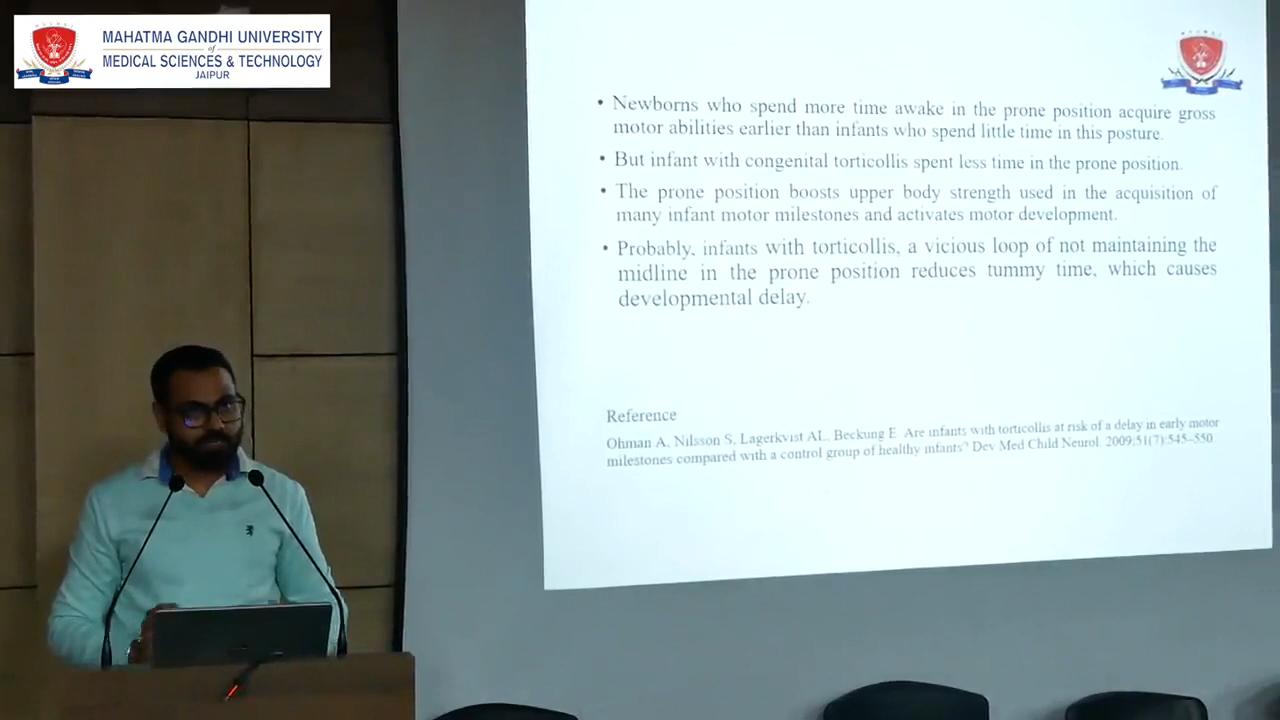 MAHATMA GANDHI UNIVERSITY
of
MEDICAL SCIENCES & TECHNOLOGY
JAIPUR
• Newborns who spend more time awake in the prone position acquire gross
motor abilities earlier than infants who spend little time in this posture.
• But infant with congenital torticollis spent less time in the prone position.
• The prone position boosts upper body strength used in the acquisition of
many infant motor milestones and activates motor development.
• Probably, infants with torticollis, a vicious loop of not maintaining the
midline in the prone position reduces tummy time, which causes
developmental delay.
Reference
Ohman A, Nilsson S, Lagerkvist AL, Beckung E. Are infants with torticollis at risk of a delay in early motor
milestones compared with a control group of healthy infants? Dev Med Child Neurol. 2009;51(7):545–550